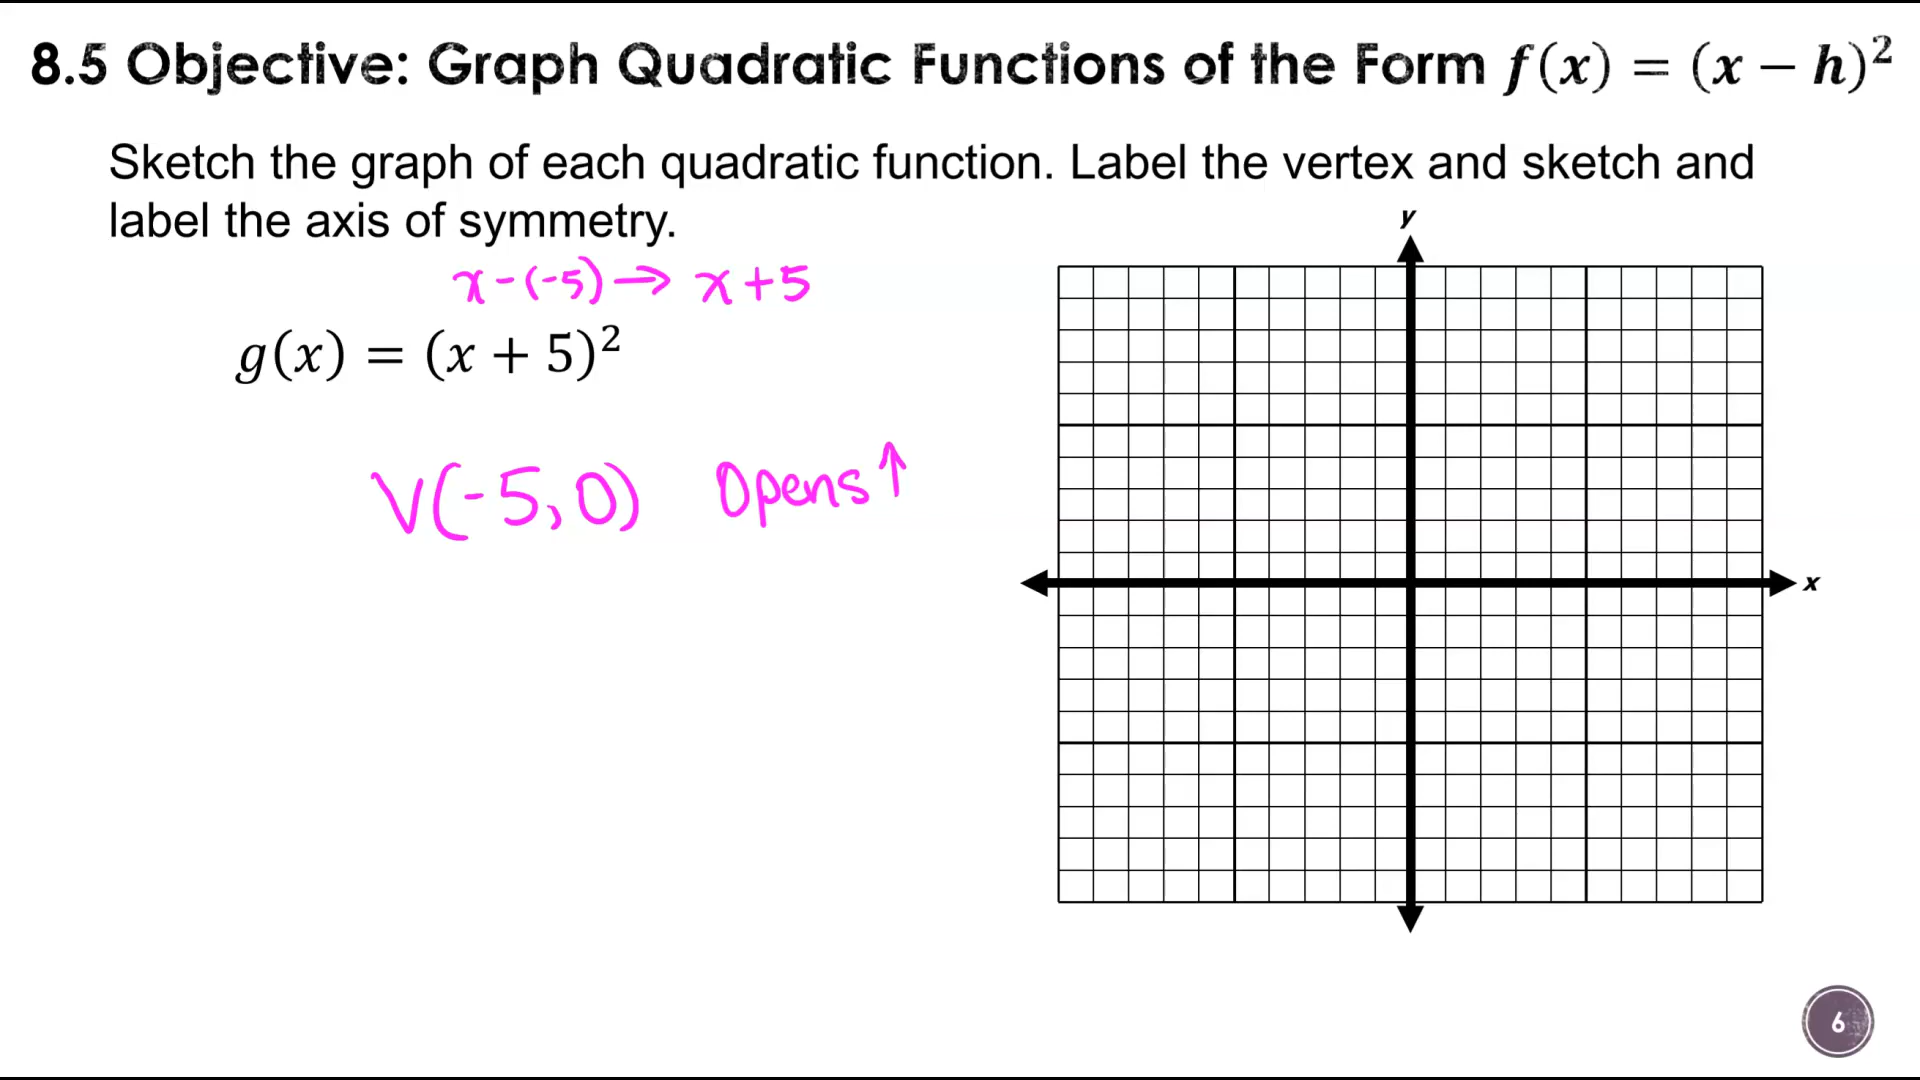 8.5 Objective: Graph Quadratic Functions of the Form f(x) = (x − h)²
Sketch the graph of each quadratic function. Label the vertex and sketch and
label the axis of symmetry.
y
x-(-5) → x+5
g(x) = (x + 5)²
V(-5,0) Opens ↑
x
6